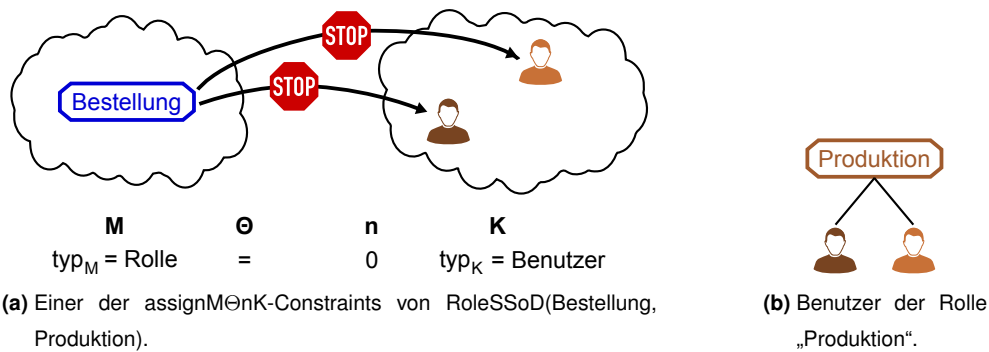 STOP
STOP
Bestellung
Produktion
M Θ n K
typ_M = Rolle = 0 typ_K = Benutzer
(a) Einer der assignMΘnK-Constraints von RoleSSoD(Bestellung,
Produktion).
(b) Benutzer der Rolle
„Produktion“.